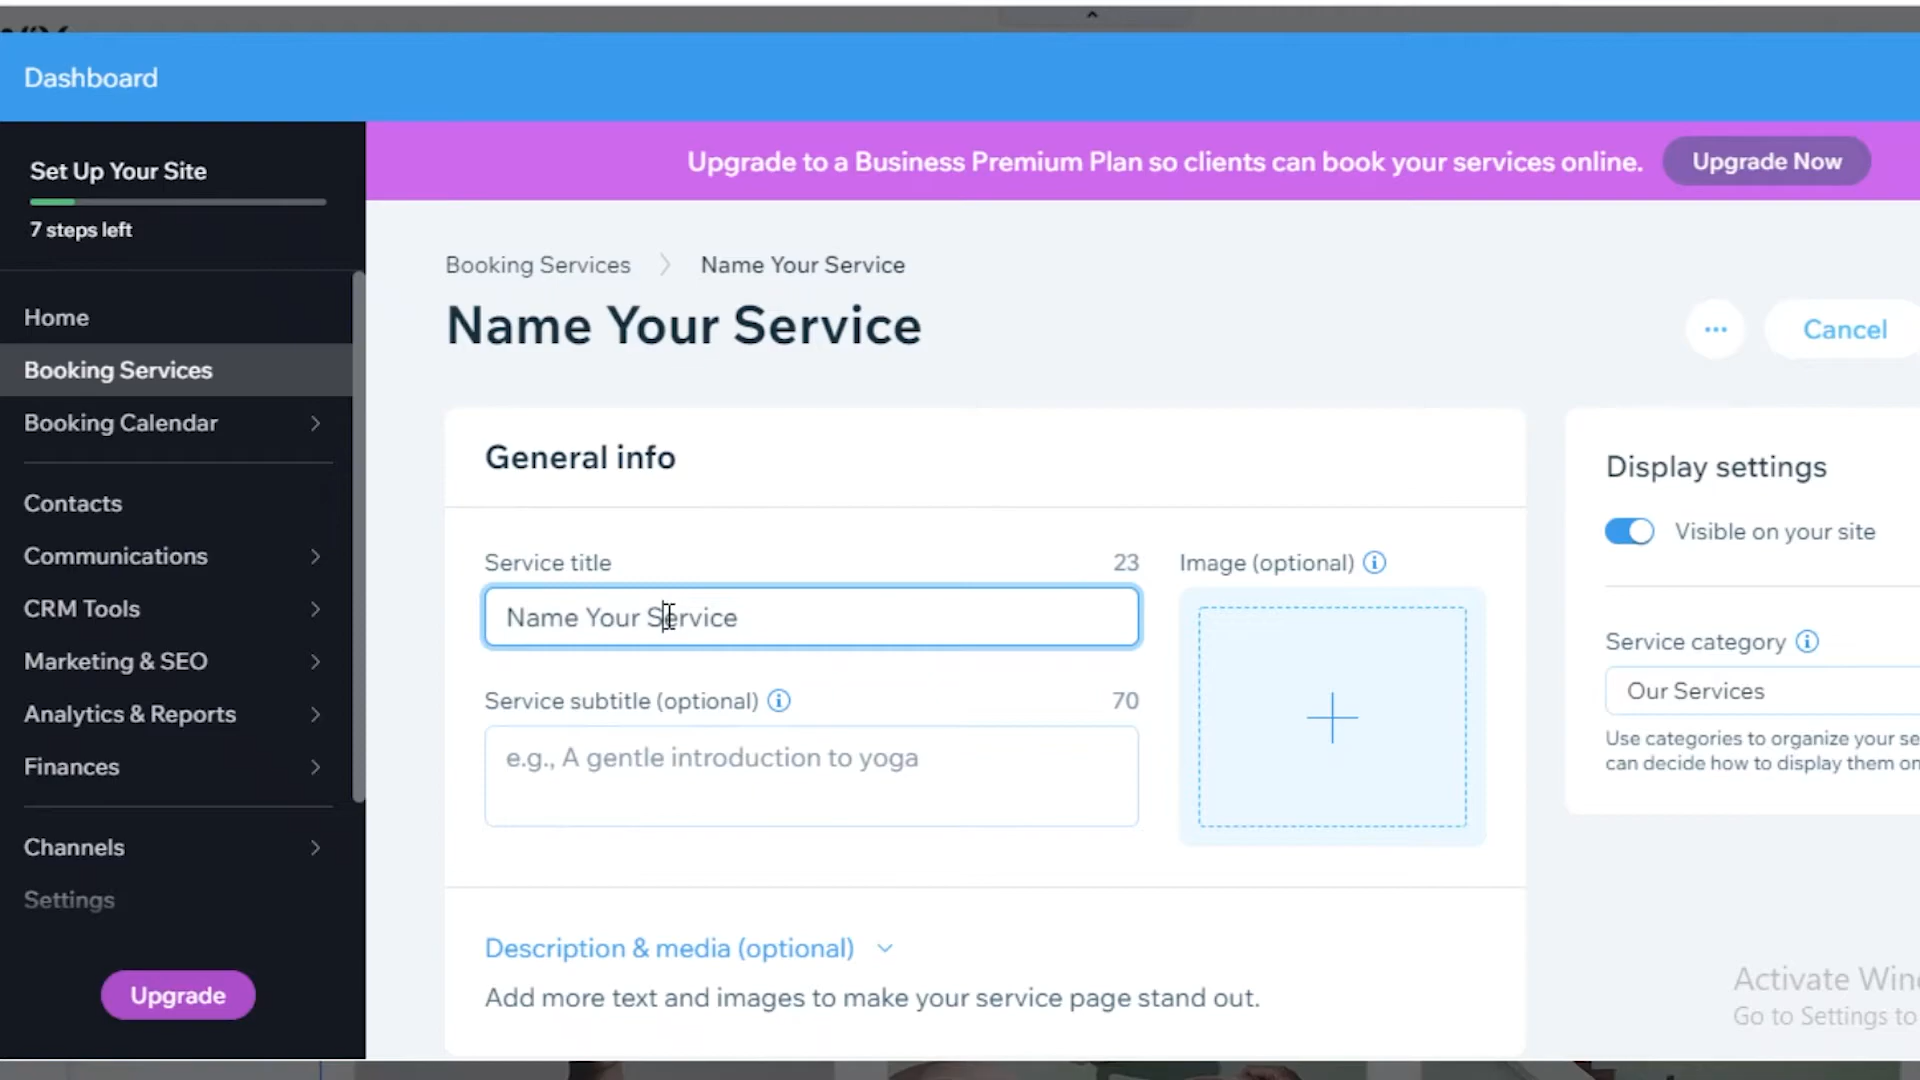 Dashboard
Set Up Your Site
7 steps left
Upgrade to a Business Premium Plan so clients can book your services online.
Upgrade Now
Home
Booking Services
Booking Calendar
Contacts
Communications
CRM Tools
Marketing & SEO
Analytics & Reports
Finances
Channels
Settings
Upgrade
Booking Services > Name Your Service
Name Your Service
... Cancel
General info
Service title 23
Name Your Service
Service subtitle (optional) 70
e.g., A gentle introduction to yoga
Image (optional)
Description & media (optional)
Add more text and images to make your service page stand out.
Display settings
Visible on your site
Service category
Our Services
Use categories to organize your
can decide how to display them
Activate
Go to Settings to